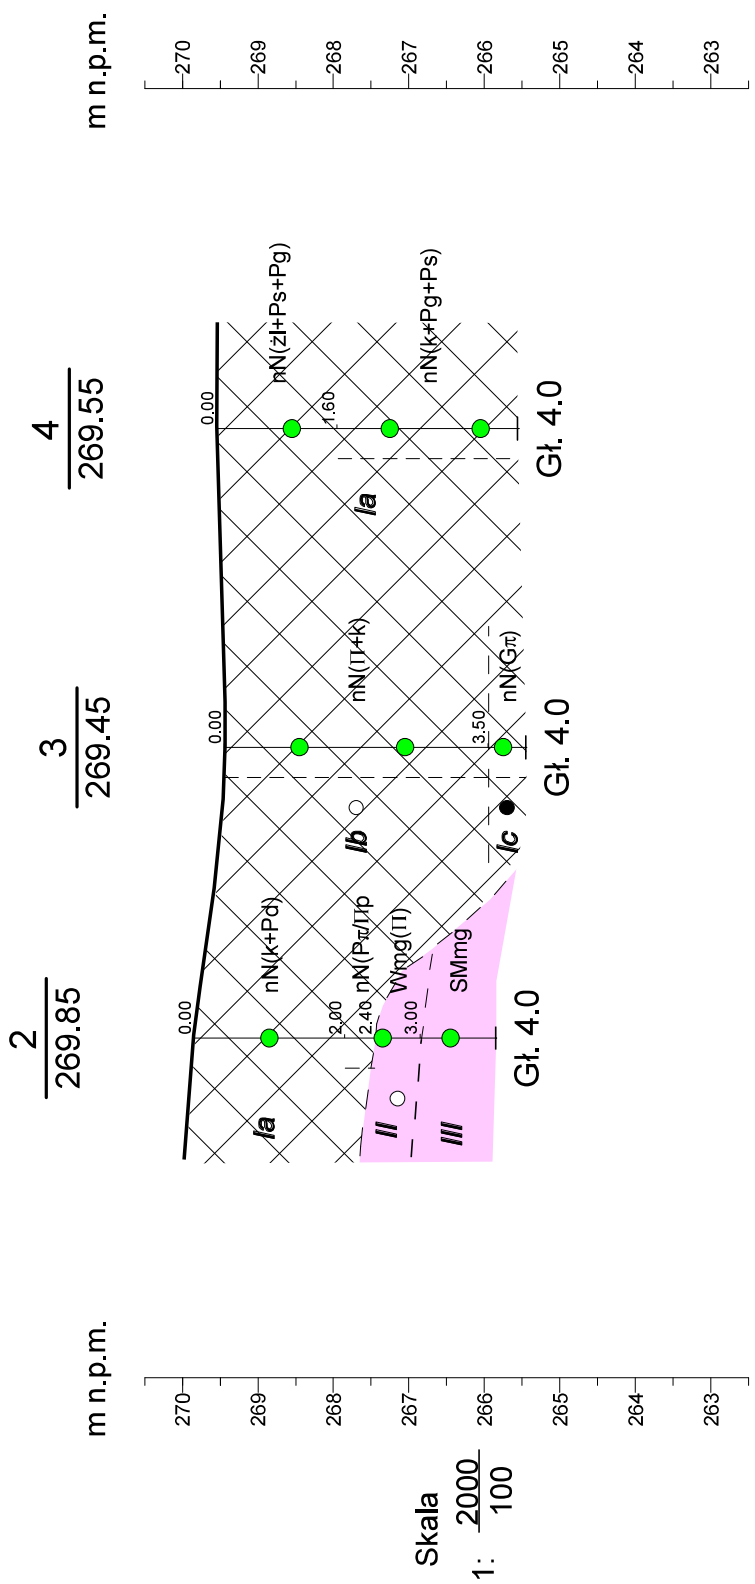 m n.p.m.
270
269
268
267
266
265
264
263
Skala
1: 2000
100
2
269.85
0.00
nN(k+Pd)
2.00
nN(Pπ/Πp
2.40
Wmg(Π)
3.00
SMmg
Ia
II
III
Gł. 4.0
3
269.45
0.00
nN(Π+k)
3.50
nN(Gπ)
Ib
Ic
Gł. 4.0
4
269.55
0.00
nN(żl+Ps+Pg)
1.60
nN(k+Pg+Ps)
Ia
Gł. 4.0
m n.p.m.
270
269
268
267
266
265
264
263